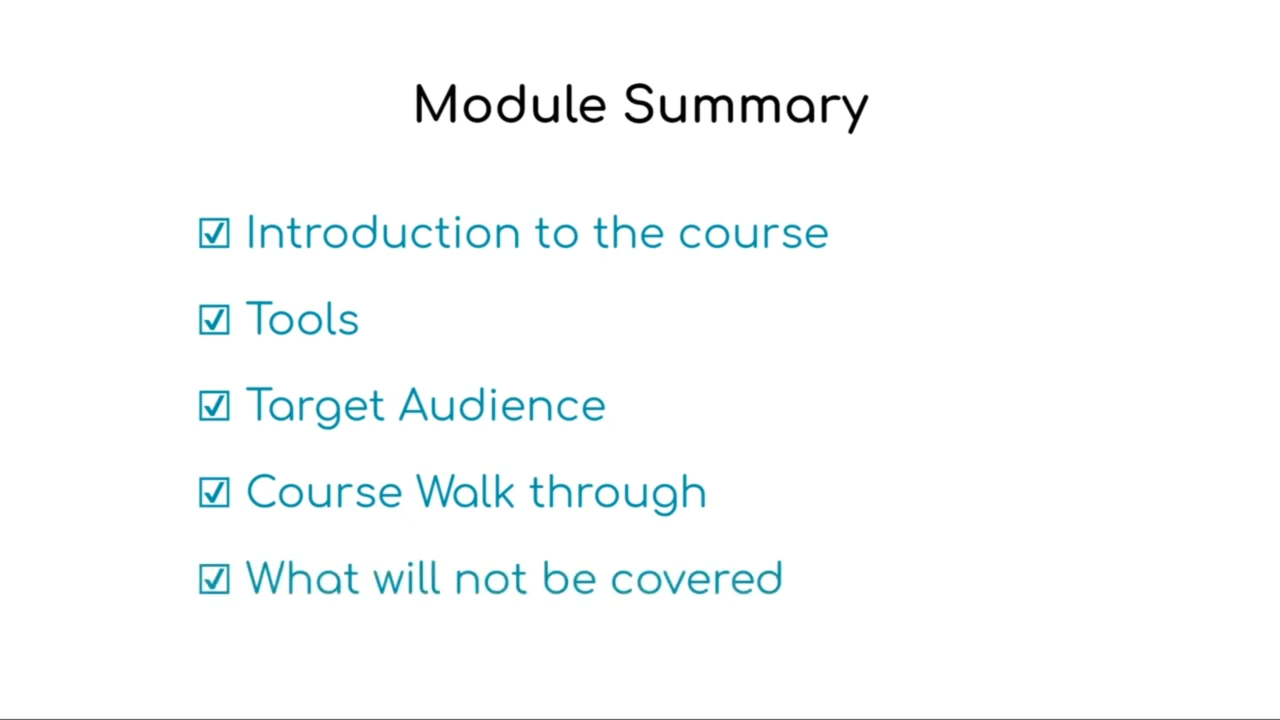 Module Summary
☑ Introduction to the course
☑ Tools
☑ Target Audience
☑ Course Walk through
☑ What will not be covered